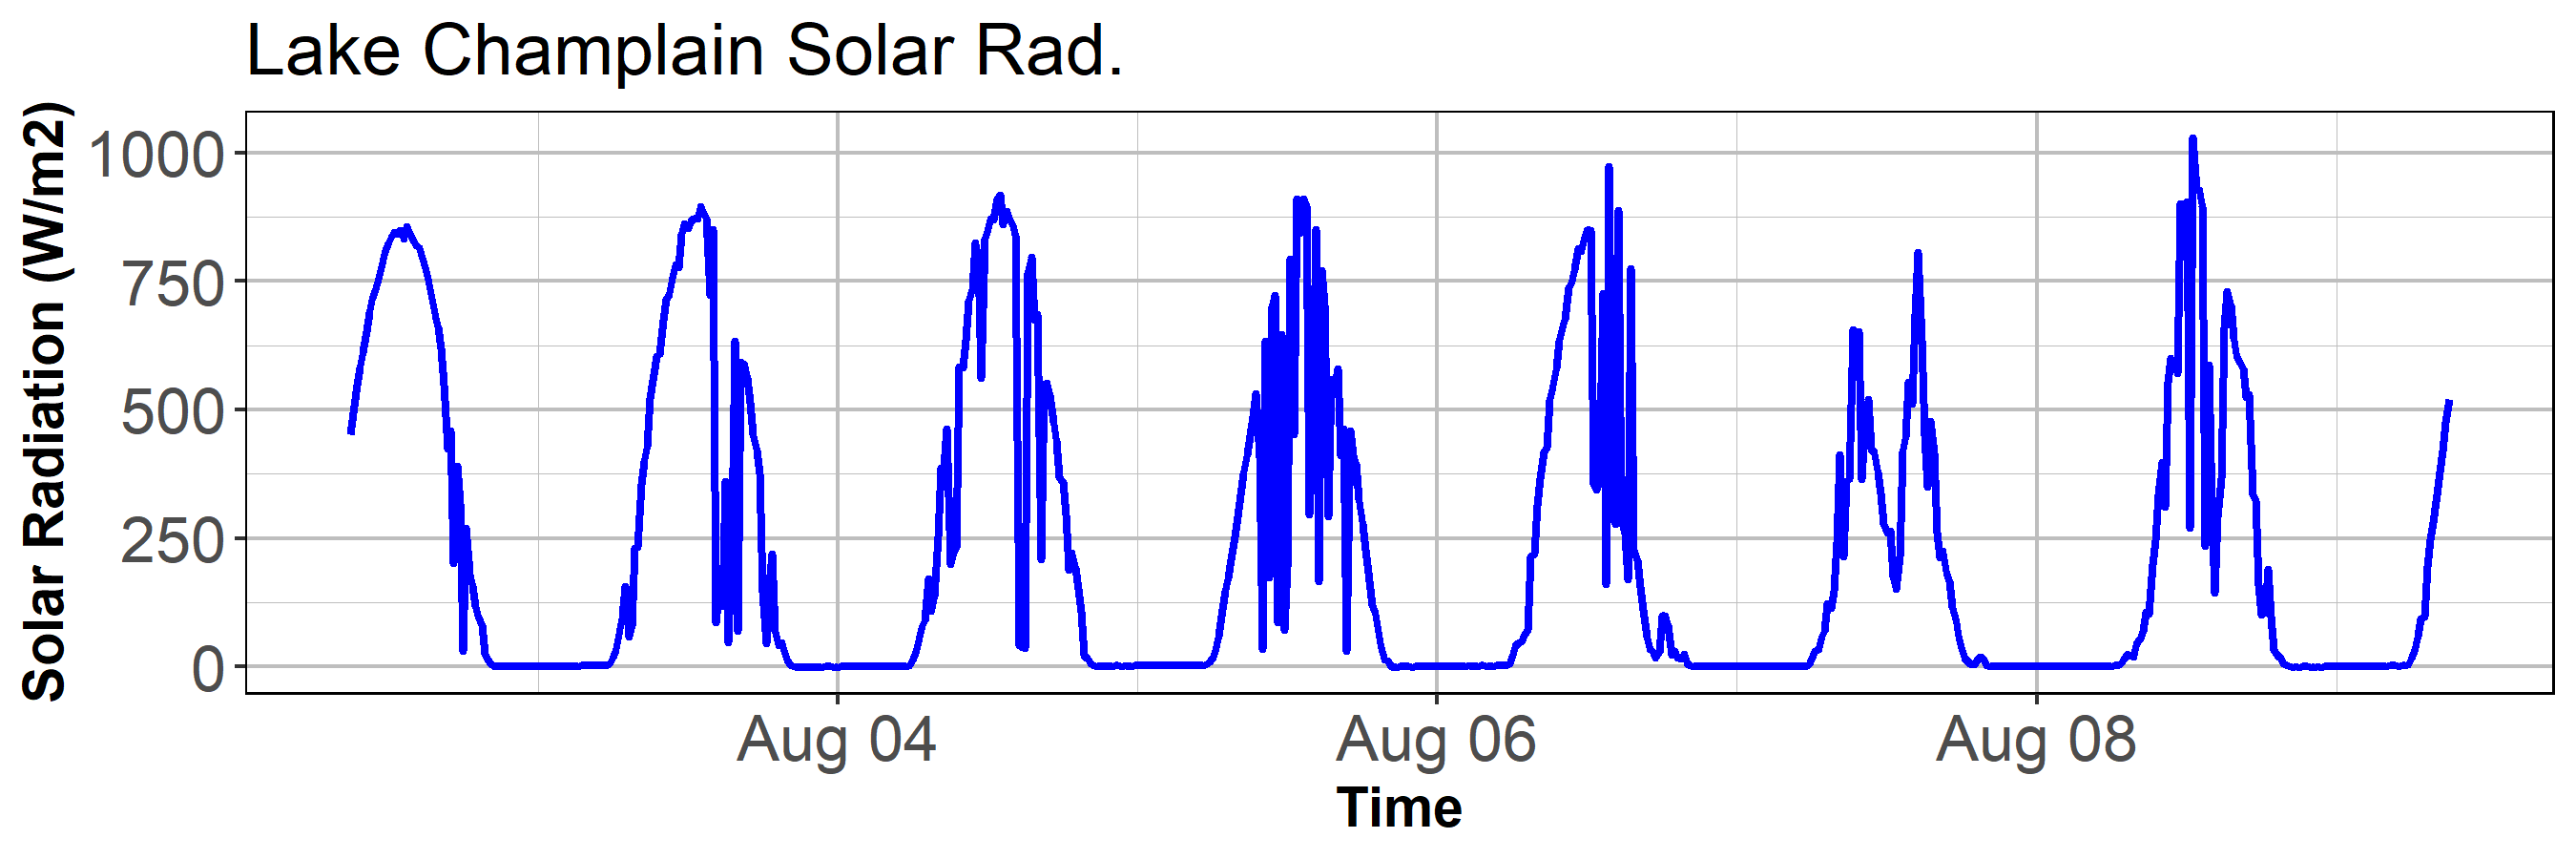 Lake Champlain Solar Rad.
Solar Radiation (W/m2)
1000
750
500
250
0
Aug 04
Aug 06
Aug 08
Time